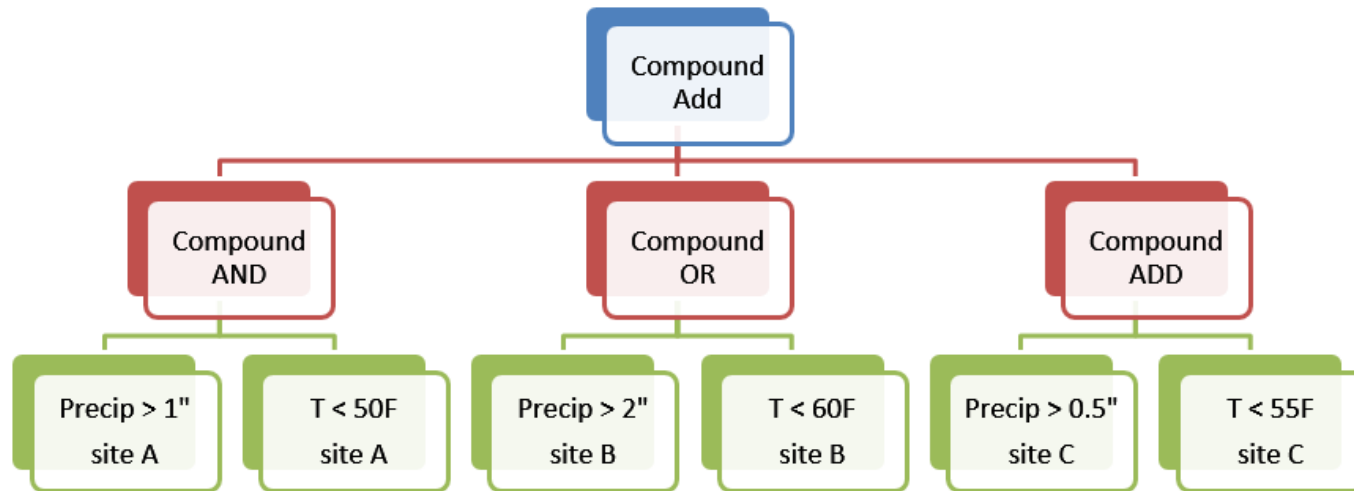 Compound
Add
Compound
AND
Compound
OR
Compound
ADD
Precip > 1"
site A
T < 50F
site A
Precip > 2"
site B
T < 60F
site B
Precip > 0.5"
site C
T < 55F
site C